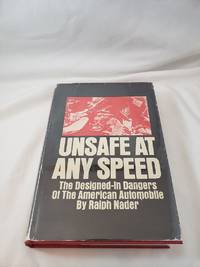 UNSAFE AT
ANY SPEED
The Designed-In Dangers
Of The American Automobile
By Ralph Nader